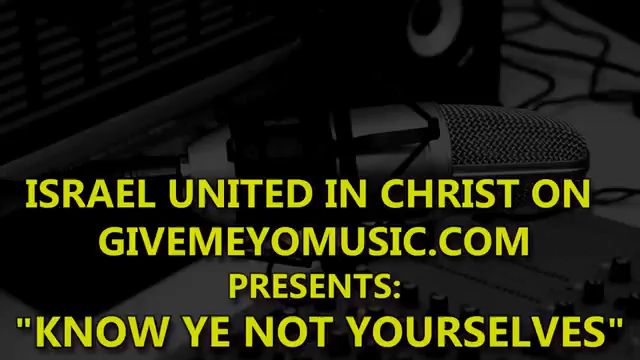 ISRAEL UNITED IN CHRIST ON
GIVEMEYOMUSIC.COM
PRESENTS:
"KNOW YE NOT YOURSELVES"